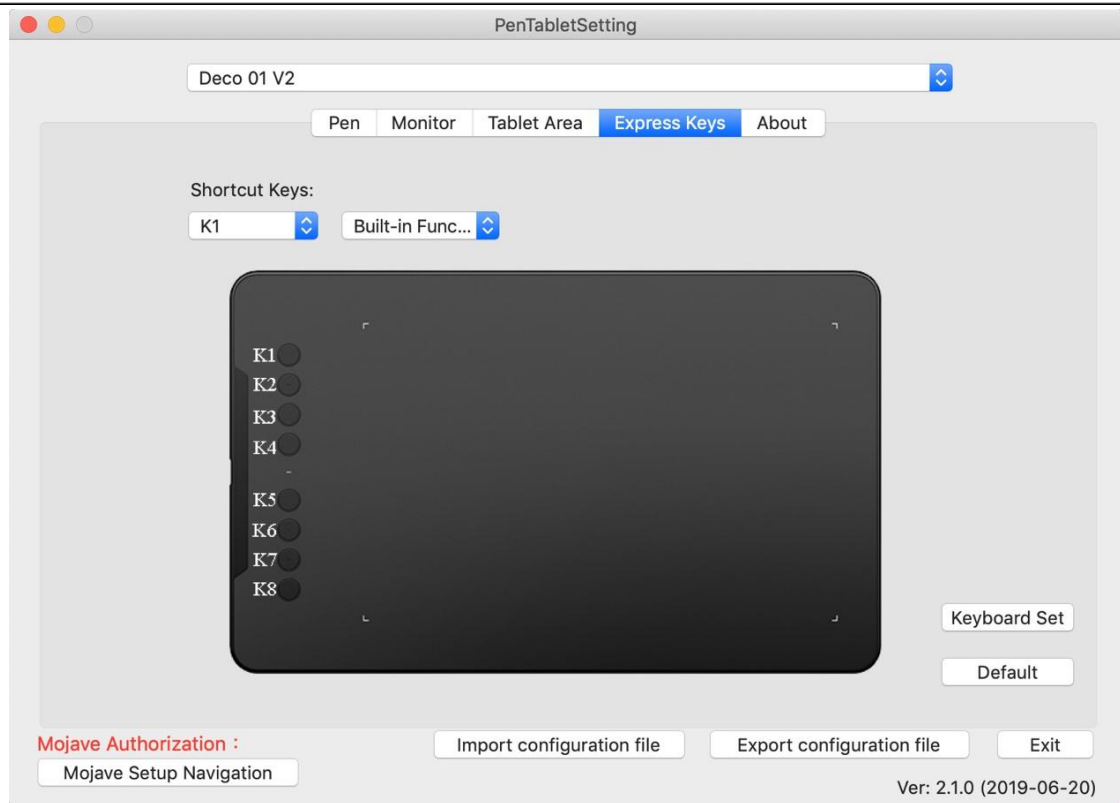 PenTabletSetting
Deco 01 V2
Pen Monitor Tablet Area Express Keys About
Shortcut Keys:
K1 Built-in Func...
K1
K2
K3
K4
K5
K6
K7
K8
Keyboard Set
Default
Mojave Authorization：
Import configuration file Export configuration file Exit
Mojave Setup Navigation
Ver: 2.1.0 (2019-06-20)